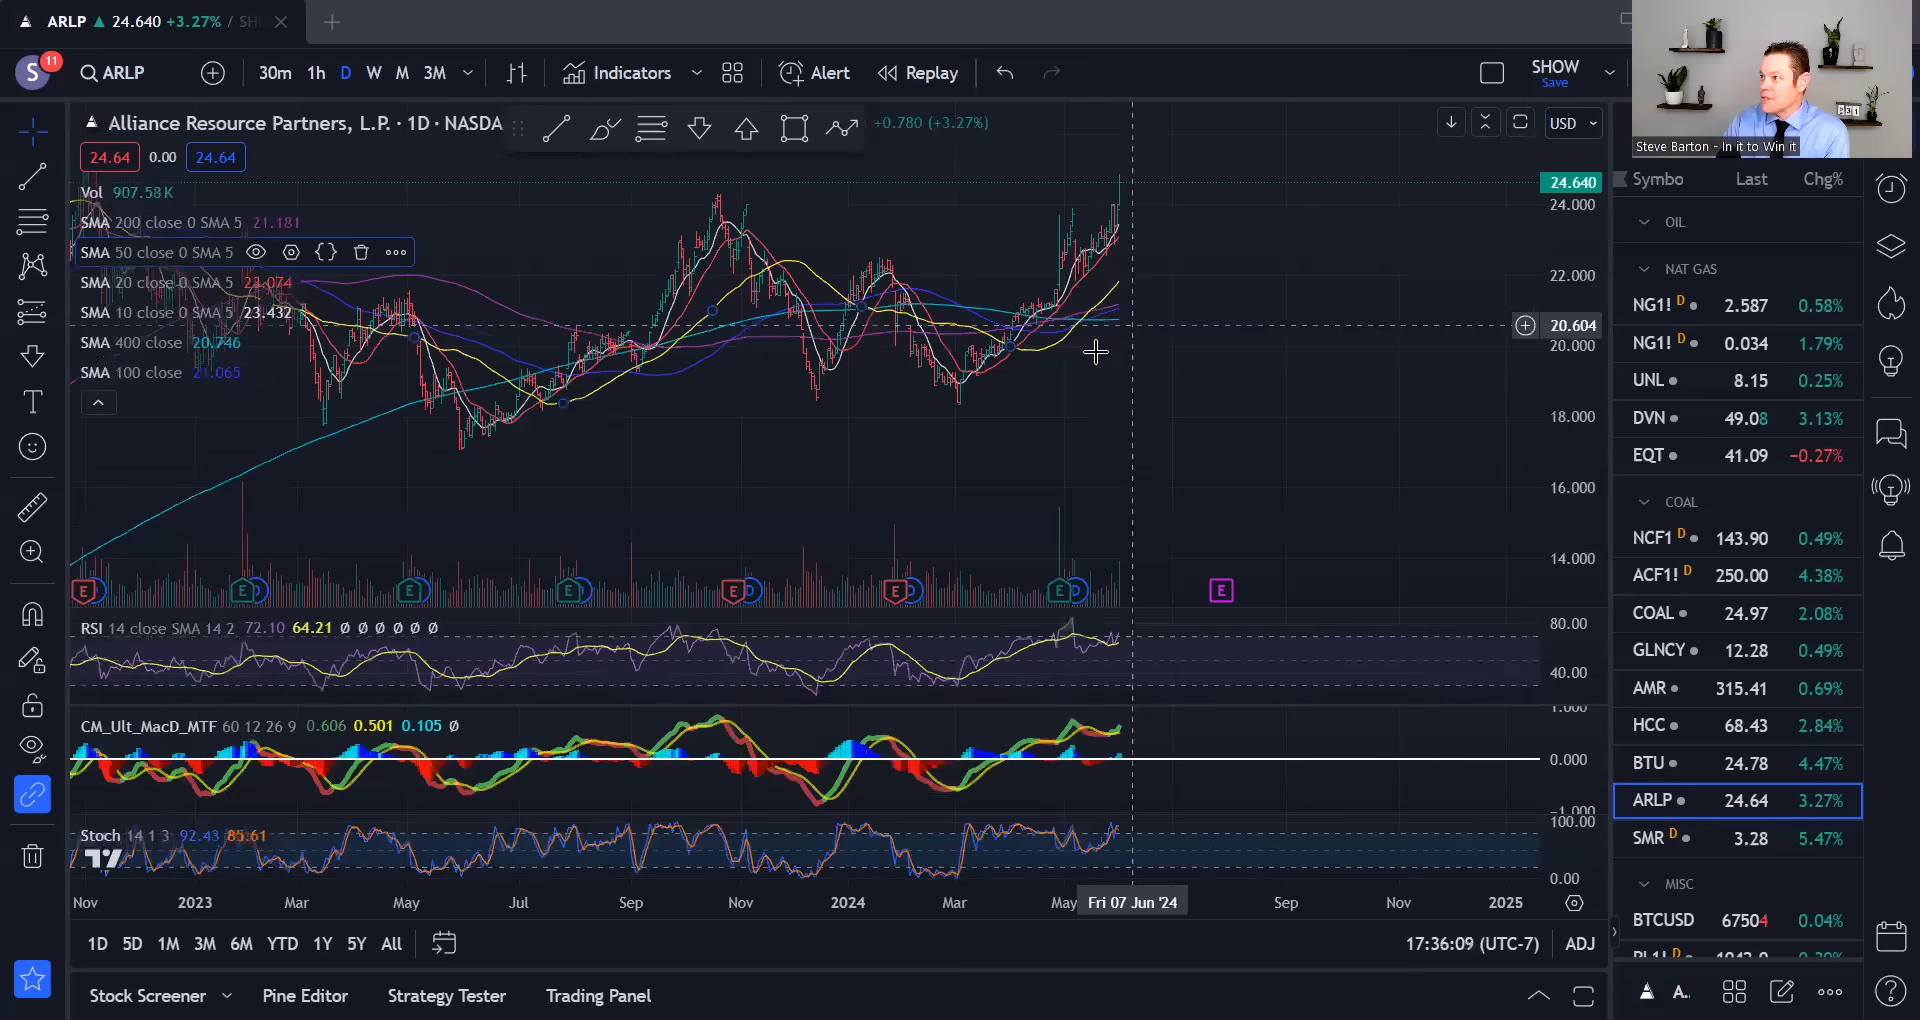 ARLP ▲ 24.640 +3.27% / SH
S 11 ARLP 30m 1h D W M 3M Indicators Alert Replay SHOW
Save
Alliance Resource Partners, L.P. · 1D · NASDA +0.780 (+3.27%) USD
24.64 0.00 24.64
Vol 907.58K
SMA 200 close 0 SMA 5 21.181
SMA 50 close 0 SMA 5
SMA 20 close 0 SMA 5 23.074
SMA 10 close 0 SMA 5 23.432
SMA 400 close 20.746
SMA 100 close 21.065
24.640
24.000
22.000
20.604
20.000
18.000
16.000
14.000
E D E D E D E D E D E D E D E
RSI 14 close SMA 14 2 72.10 64.21 Ø Ø Ø Ø Ø Ø
80.00
40.00
CM_Ult_MacD_MTF 60 12 26 9 0.606 0.501 0.105 Ø
1.000
0.000
−1.000
Stoch 14 1 3 92.43 85.61
100.00
0.00
Nov 2023 Mar May Jul Sep Nov 2024 Mar May Fri 07 Jun '24 Sep Nov 2025
1D 5D 1M 3M 6M YTD 1Y 5Y All 17:36:09 (UTC-7) ADJ
Stock Screener Pine Editor Strategy Tester Trading Panel
Steve Barton - In it to Win it
Symbo Last Chg%
OIL
NAT GAS
NG1! D 2.587 0.58%
NG1! D 0.034 1.79%
UNL 8.15 0.25%
DVN 49.08 3.13%
EQT 41.09 −0.27%
COAL
NCF1 D 143.90 0.49%
ACF1! D 250.00 4.38%
COAL 24.97 2.08%
GLNCY 12.28 0.49%
AMR 315.41 0.69%
HCC 68.43 2.84%
BTU 24.78 4.47%
ARLP 24.64 3.27%
SMR D 3.28 5.47%
MISC
BTCUSD 67504 0.04%
A..